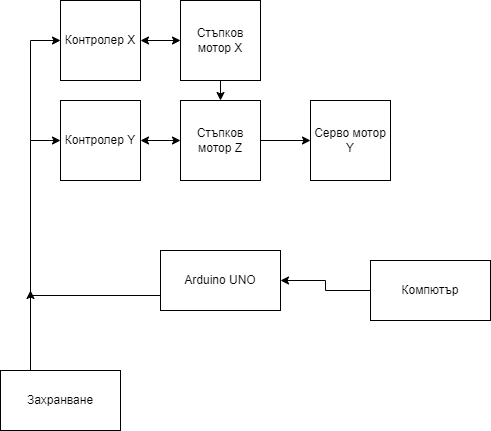 Контролер X
Стъпков
мотор X
Контролер Y
Стъпков
мотор Z
Серво мотор
Y
Arduino UNO
Компютър
Захранване